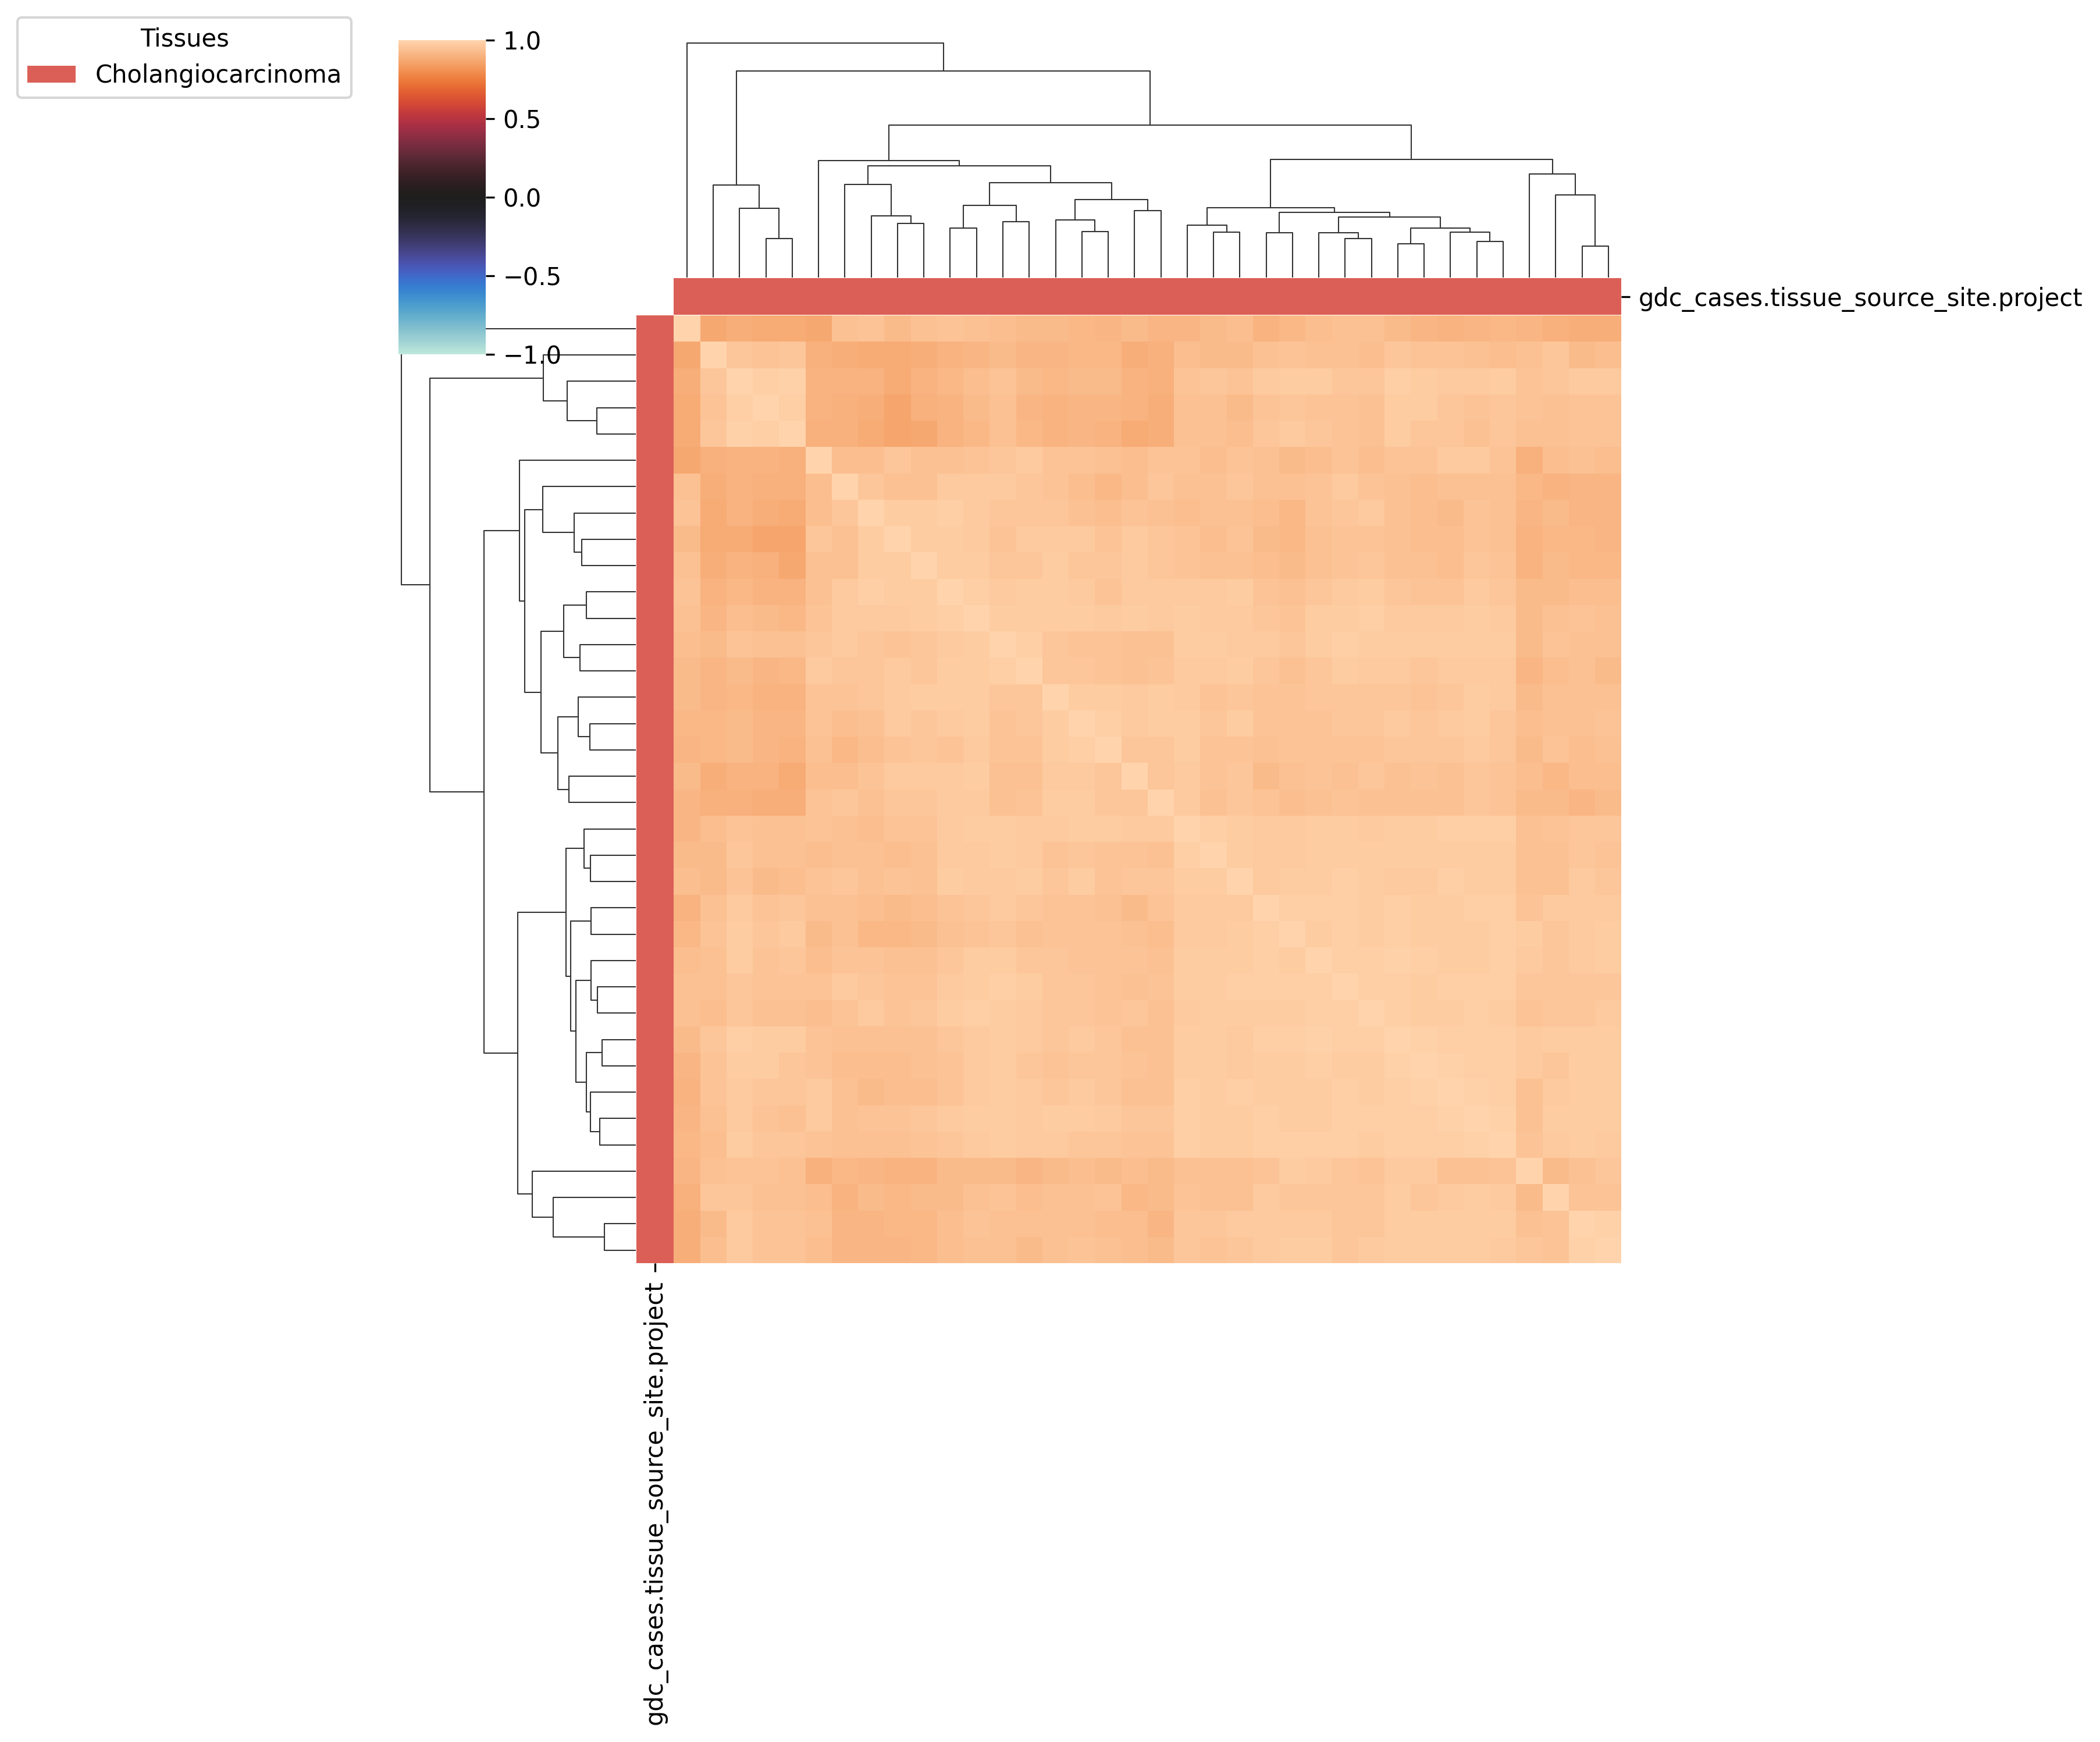 Tissues
Cholangiocarcinoma
1.0
0.5
0.0
−0.5
−1.0
gdc_cases.tissue_source_site.project
gdc_cases.tissue_source_site.project